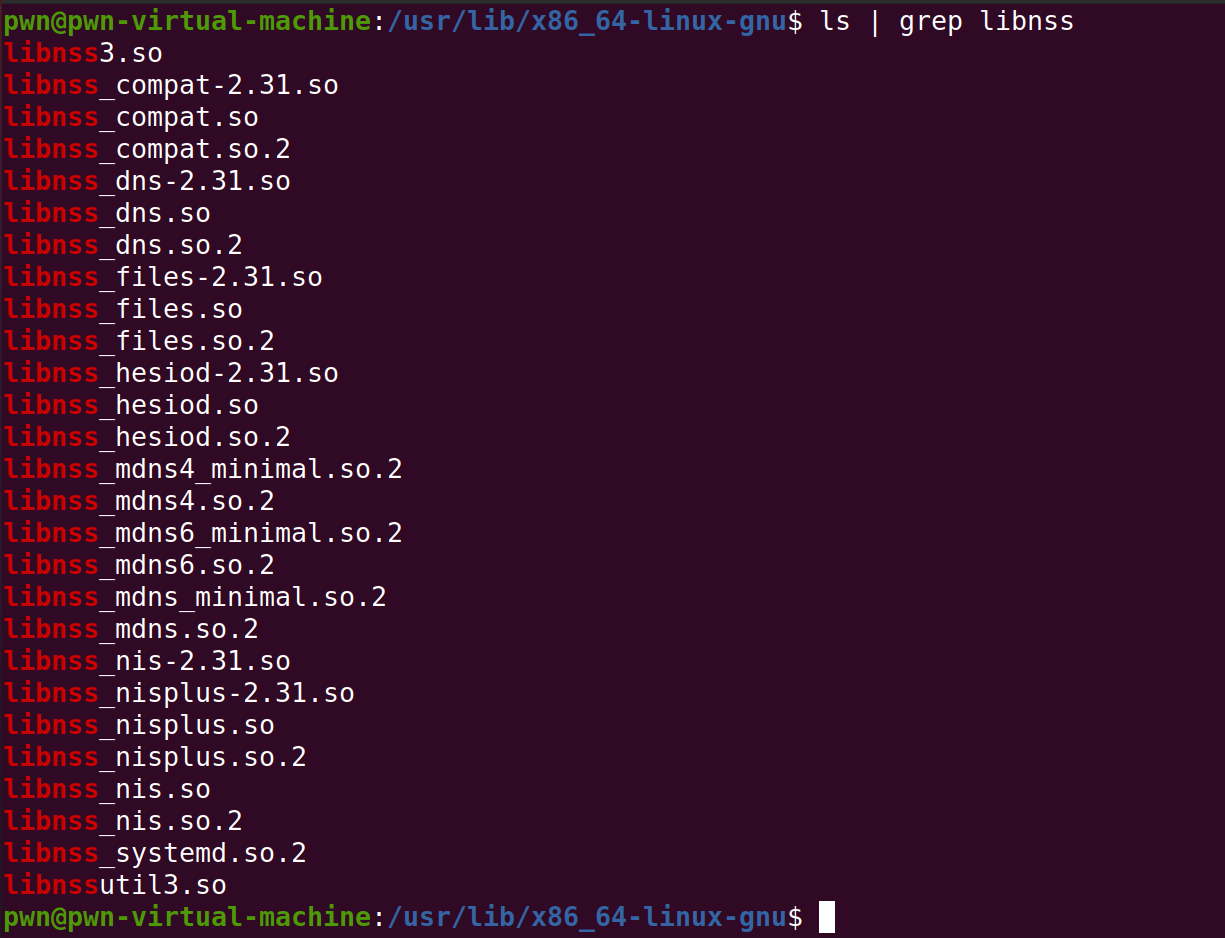 pwn@pwn-virtual-machine:/usr/lib/x86_64-linux-gnu$ ls | grep libnss
libnss3.so
libnss_compat-2.31.so
libnss_compat.so
libnss_compat.so.2
libnss_dns-2.31.so
libnss_dns.so
libnss_dns.so.2
libnss_files-2.31.so
libnss_files.so
libnss_files.so.2
libnss_hesiod-2.31.so
libnss_hesiod.so
libnss_hesiod.so.2
libnss_mdns4_minimal.so.2
libnss_mdns4.so.2
libnss_mdns6_minimal.so.2
libnss_mdns6.so.2
libnss_mdns_minimal.so.2
libnss_mdns.so.2
libnss_nis-2.31.so
libnss_nisplus-2.31.so
libnss_nisplus.so
libnss_nisplus.so.2
libnss_nis.so
libnss_nis.so.2
libnss_systemd.so.2
libnssutil3.so
pwn@pwn-virtual-machine:/usr/lib/x86_64-linux-gnu$